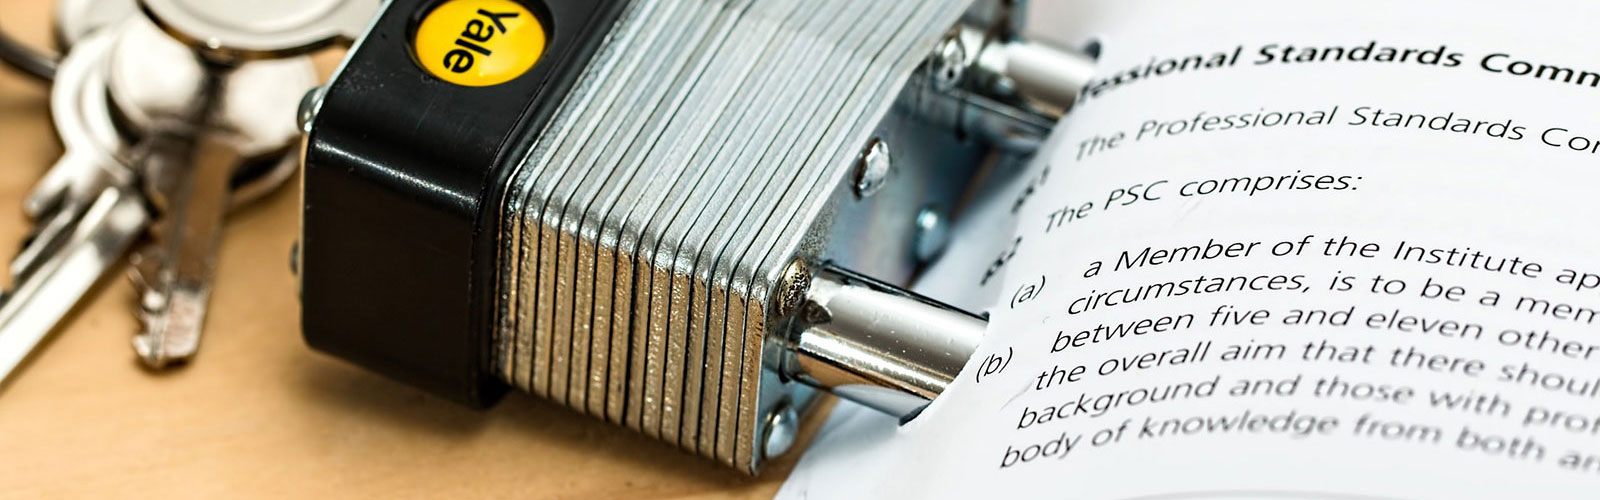 Yale
fessional Standards Comm
The Professional Standards Co
The PSC comprises:
(a) a Member of the Institute ap
circumstances, is to be a mem
(b) between five and eleven other
the overall aim that there shoul
background and those with prof
body of knowledge from both an